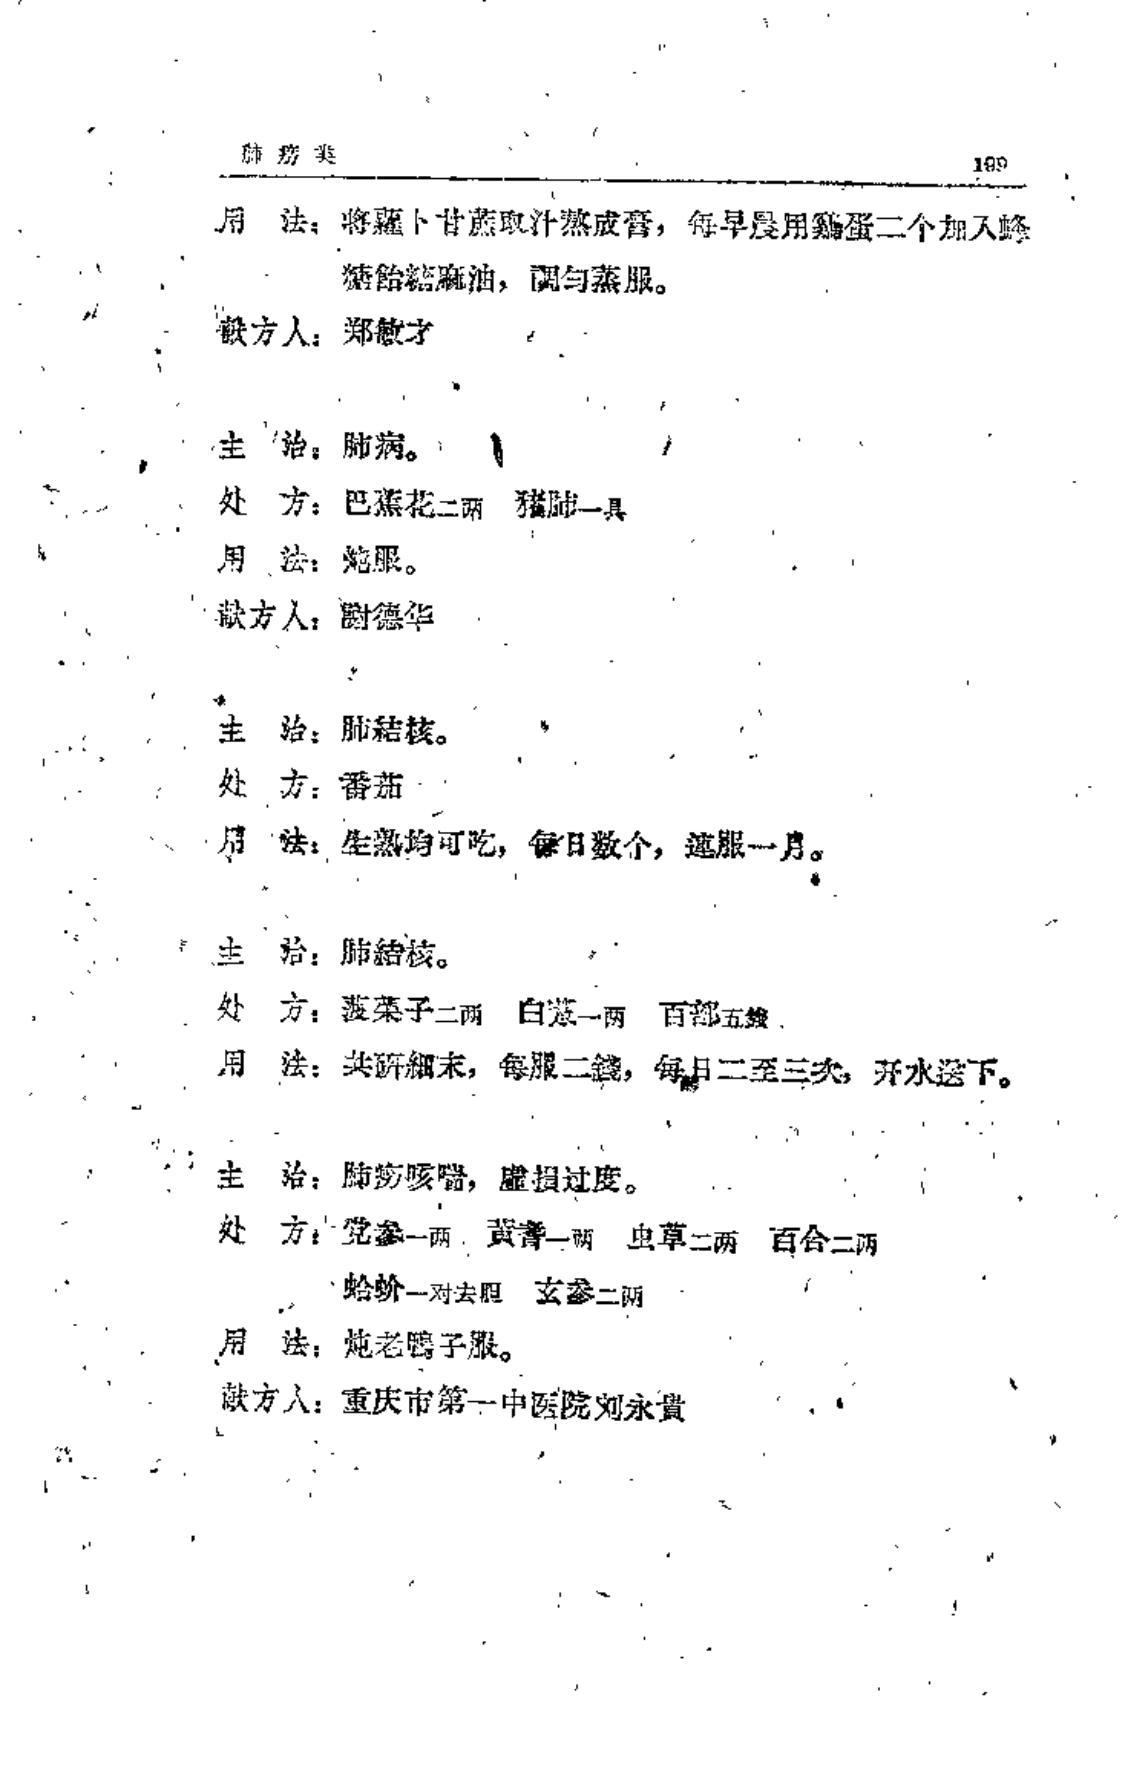 肺痨类
199
用　法：将蘿卜甘蔗取汁熬成膏，每早晨用鷄蛋二个加入蜂
糖飴糖麻油，調匀蒸服。
献方人：郑敏才
主　治：肺病。
处　方：巴蕉花二两　猪肺一具
用　法：炖服。
献方人：尉德华
主　治：肺結核。
处　方：番茄
用　法：生熟均可吃，每日数个，連服一月。
主　治：肺結核。
处　方：菠菜子二两　白芨一两　百部五錢
用　法：共研細末，每服二錢，每日二至三次，开水送下。
主　治：肺痨咳喘，虛損过度。
处　方：党參一两　黃耆一两　虫草二两　百合二两
蛤蚧一对去胆　玄參二两
用　法：炖老鴨子服。
献方人：重庆市第一中医院刘永貴